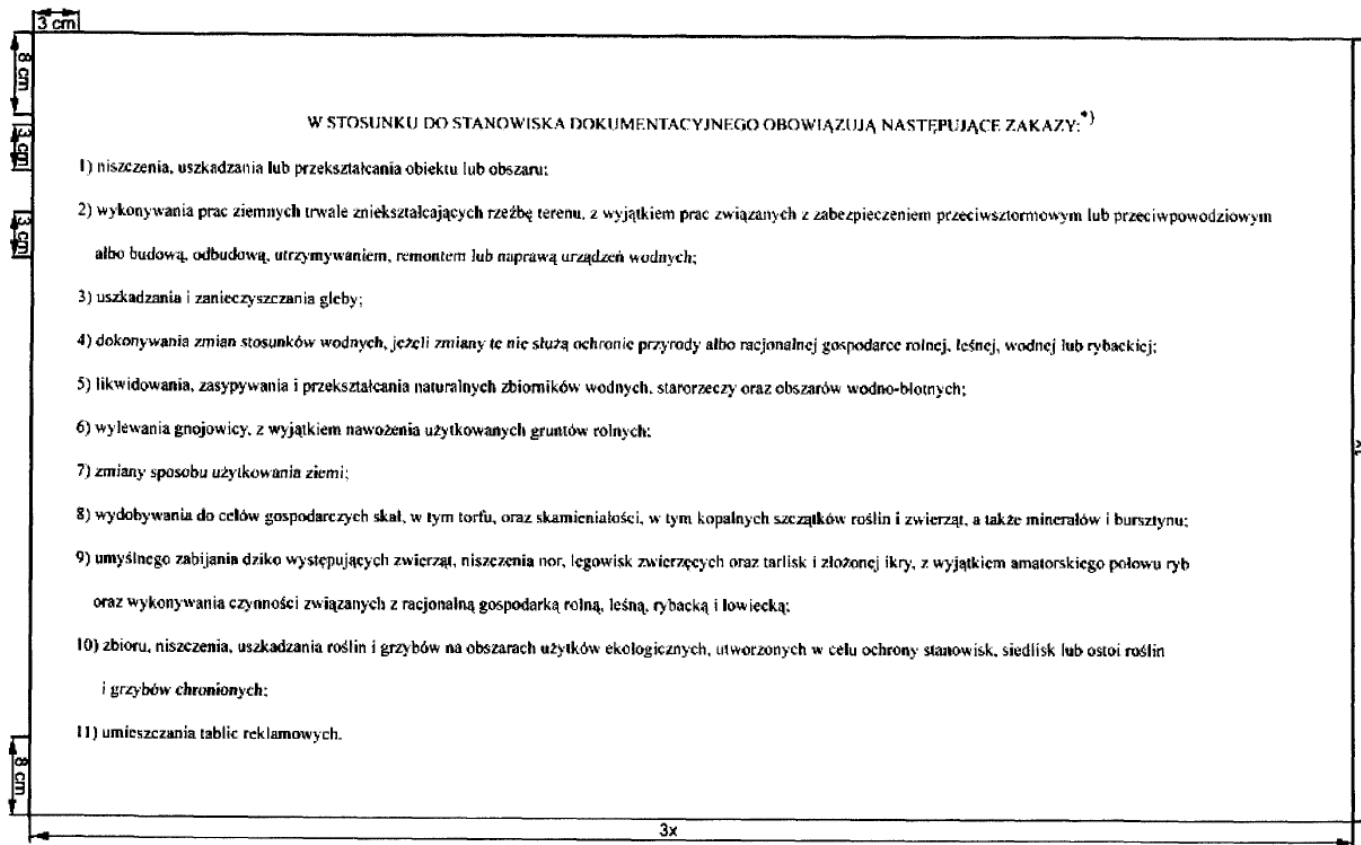 3 cm
8 cm
3 cm
3 cm
W STOSUNKU DO STANOWISKA DOKUMENTACYJNEGO OBOWIĄZUJĄ NASTĘPUJĄCE ZAKAZY:*)
1) niszczenia, uszkadzania lub przekształcania obiektu lub obszaru;
2) wykonywania prac ziemnych trwale zniekształcających rzeźbę terenu, z wyjątkiem prac związanych z zabezpieczeniem przeciwsztormowym lub przeciwpowodziowym
albo budową, odbudową, utrzymywaniem, remontem lub naprawą urządzeń wodnych;
3) uszkadzania i zanieczyszczania gleby;
4) dokonywania zmian stosunków wodnych, jeżeli zmiany te nie służą ochronie przyrody albo racjonalnej gospodarce rolnej, leśnej, wodnej lub rybackiej;
5) likwidowania, zasypywania i przekształcania naturalnych zbiorników wodnych, starorzeczy oraz obszarów wodno-błotnych;
6) wylewania gnojowicy, z wyjątkiem nawożenia użytkowanych gruntów rolnych;
7) zmiany sposobu użytkowania ziemi;
8) wydobywania do celów gospodarczych skał, w tym torfu, oraz skamieniałości, w tym kopalnych szczątków roślin i zwierząt, a także minerałów i bursztynu;
9) umyślnego zabijania dziko występujących zwierząt, niszczenia nor, legowisk zwierzęcych oraz tarlisk i złożonej ikry, z wyjątkiem amatorskiego połowu ryb
oraz wykonywania czynności związanych z racjonalną gospodarką rolną, leśną, rybacką i łowiecką;
10) zbioru, niszczenia, uszkadzania roślin i grzybów na obszarach użytków ekologicznych, utworzonych w celu ochrony stanowisk, siedlisk lub ostoi roślin
i grzybów chronionych;
11) umieszczania tablic reklamowych.
8 cm
3x